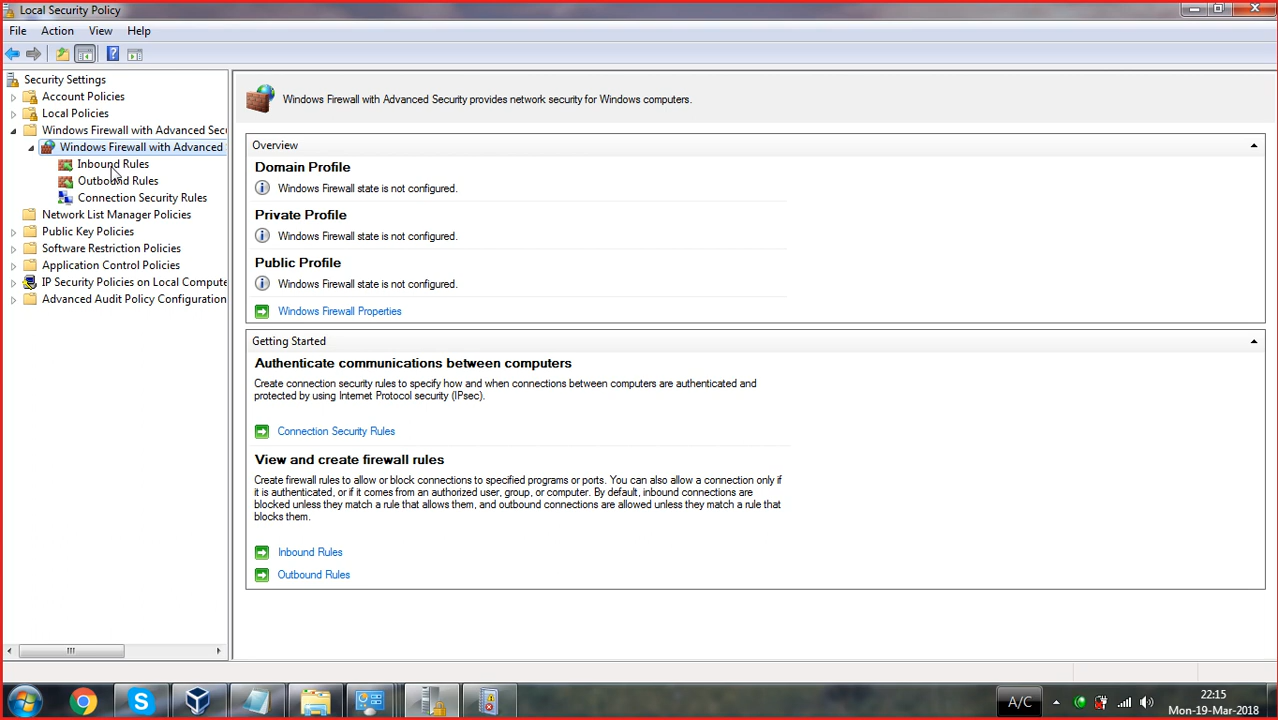 Local Security Policy
File Action View Help
Security Settings
Account Policies
Local Policies
Windows Firewall with Advanced Secu
Windows Firewall with Advanced
Inbound Rules
Outbound Rules
Connection Security Rules
Network List Manager Policies
Public Key Policies
Software Restriction Policies
Application Control Policies
IP Security Policies on Local Compute
Advanced Audit Policy Configuration
Windows Firewall with Advanced Security provides network security for Windows computers.
Overview
Domain Profile
Windows Firewall state is not configured.
Private Profile
Windows Firewall state is not configured.
Public Profile
Windows Firewall state is not configured.
Windows Firewall Properties
Getting Started
Authenticate communications between computers
Create connection security rules to specify how and when connections between computers are authenticated and
protected by using Internet Protocol security (IPsec).
Connection Security Rules
View and create firewall rules
Create firewall rules to allow or block connections to specified programs or ports. You can also allow a connection only if
it is authenticated, or if it comes from an authorized user, group, or computer. By default, inbound connections are
blocked unless they match a rule that allows them, and outbound connections are allowed unless they match a rule that
blocks them.
Inbound Rules
Outbound Rules
A/C
22:15
Mon-19-Mar-2018